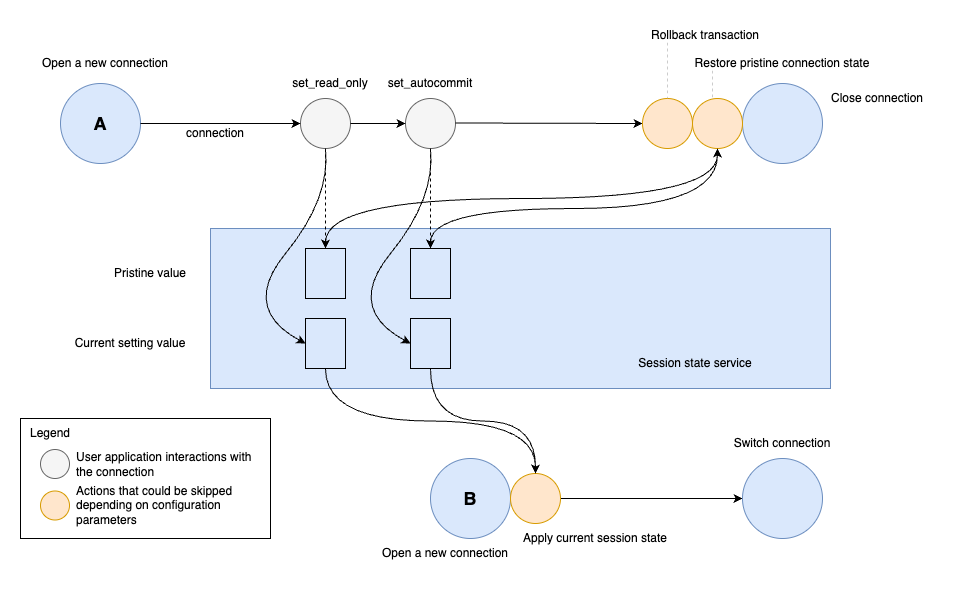 Rollback transaction
Open a new connection
Restore pristine connection state
set_read_only
set_autocommit
Close connection
A
connection
Pristine value
Current setting value
Session state service
Legend
User application interactions with
the connection
Actions that could be skipped
depending on configuration
parameters
Switch connection
B
Apply current session state
Open a new connection